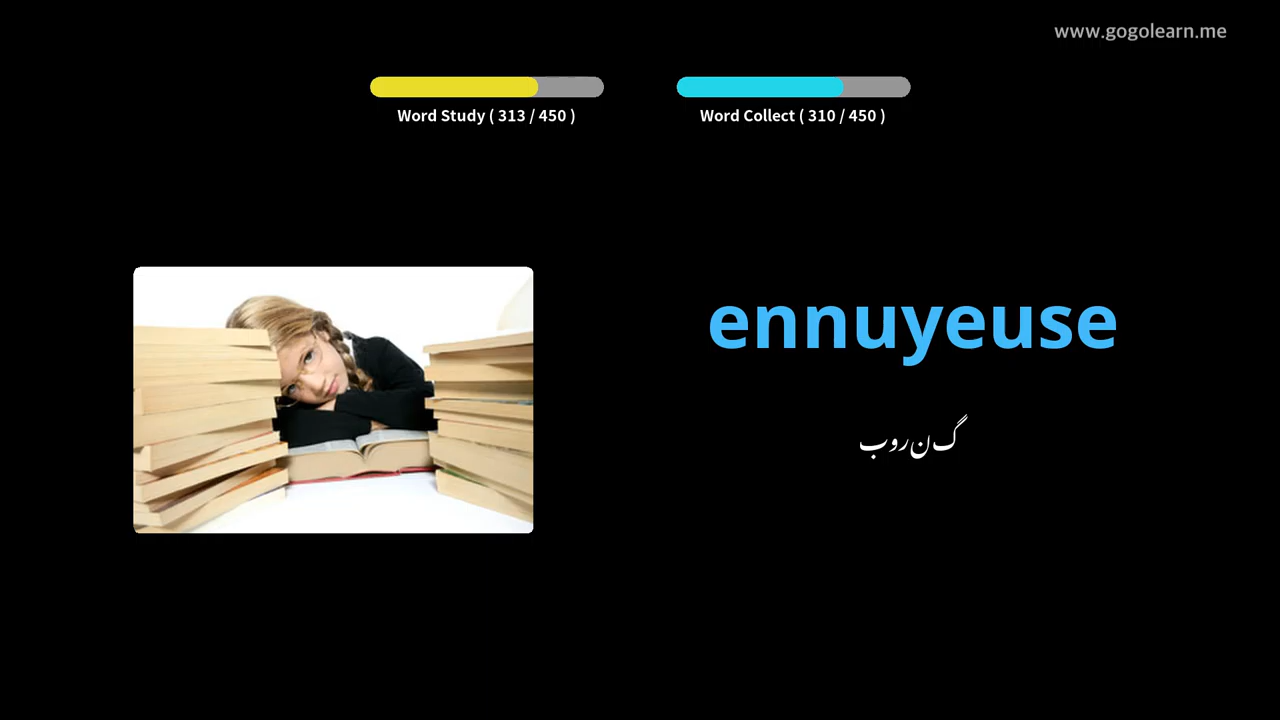 www.gogolearn.me
Word Study ( 313 / 450 )
Word Collect ( 310 / 450 )
ennuyeuse
گ ن روب